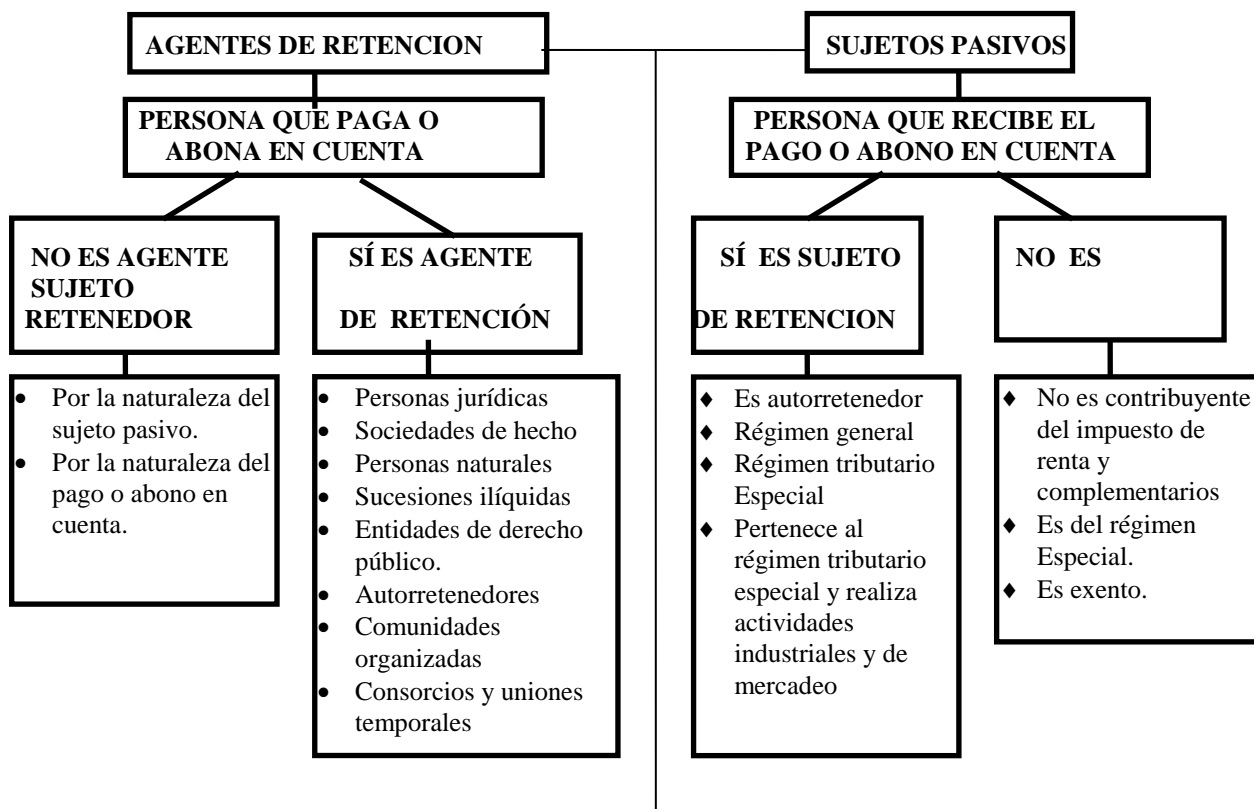 AGENTES DE RETENCION
SUJETOS PASIVOS
PERSONA QUE PAGA O
ABONA EN CUENTA
PERSONA QUE RECIBE EL
PAGO O ABONO EN CUENTA
NO ES AGENTE
SUJETO
RETENEDOR
SÍ ES AGENTE
DE RETENCIÓN
SÍ ES SUJETO
DE RETENCION
NO ES
• Por la naturaleza del
sujeto pasivo.
• Por la naturaleza del
pago o abono en
cuenta.
• Personas jurídicas
• Sociedades de hecho
• Personas naturales
• Sucesiones ilíquidas
• Entidades de derecho
público.
• Autorretenedores
• Comunidades
organizadas
• Consorcios y uniones
temporales
♦ Es autorretenedor
♦ Régimen general
♦ Régimen tributario
Especial
♦ Pertenece al
régimen tributario
especial y realiza
actividades
industriales y de
mercadeo
♦ No es contribuyente
del impuesto de
renta y
complementarios
♦ Es del régimen
Especial.
♦ Es exento.